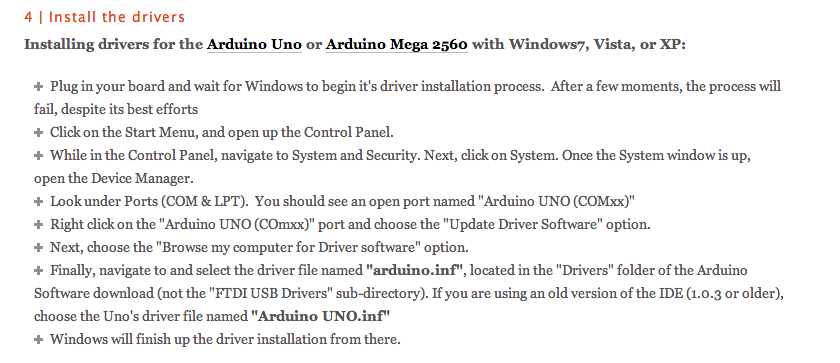 4 | Install the drivers
Installing drivers for the Arduino Uno or Arduino Mega 2560 with Windows7, Vista, or XP:
+ Plug in your board and wait for Windows to begin it's driver installation process.  After a few moments, the process will
fail, despite its best efforts
+ Click on the Start Menu, and open up the Control Panel.
+ While in the Control Panel, navigate to System and Security. Next, click on System. Once the System window is up,
open the Device Manager.
+ Look under Ports (COM & LPT).  You should see an open port named "Arduino UNO (COMxx)"
+ Right click on the "Arduino UNO (COmxx)" port and choose the "Update Driver Software" option.
+ Next, choose the "Browse my computer for Driver software" option.
+ Finally, navigate to and select the driver file named "arduino.inf", located in the "Drivers" folder of the Arduino
Software download (not the "FTDI USB Drivers" sub-directory). If you are using an old version of the IDE (1.0.3 or older),
choose the Uno's driver file named "Arduino UNO.inf"
+ Windows will finish up the driver installation from there.